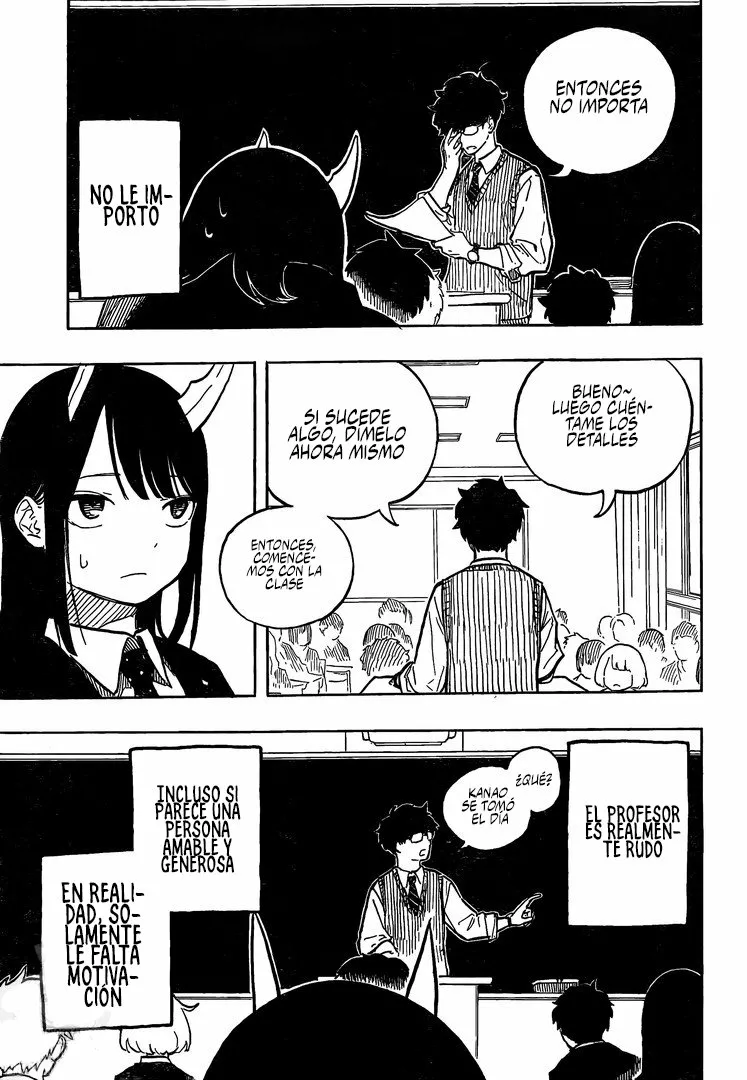 ENTONCES
NO IMPORTA
NO LE IM-
PORTO
BUENO~
LUEGO CUÉN-
TAME LOS
DETALLES
SI SUCEDE
ALGO, DÍMELO
AHORA MISMO
ENTONCES,
COMENCE-
MOS CON LA
CLASE
EL PROFESOR
ES REALMEN-
TE RUDO
¿QUÉ?
KANAO
SE TOMÓ
EL DÍA
INCLUSO SI
PARECE UNA
PERSONA
AMABLE Y
GENEROSA
EN REALI-
DAD, SO-
LAMENTE
LE FALTA
MOTIVA-
CIÓN